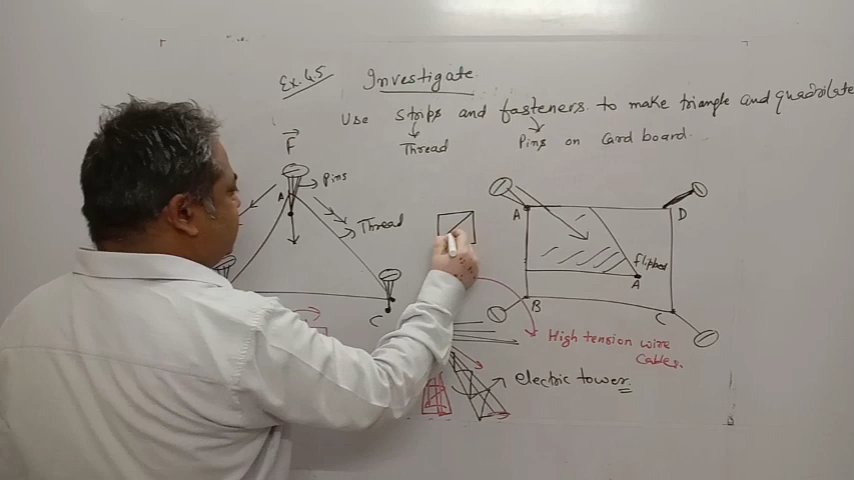 Ex. 4.5 Investigate
Use strips and fasteners to make triangle and quadrilate
Thread Pins on Card board.
F
Pins
A
Thread
C
A
D
flipped
A
B
C
High tension wire
Cables.
electric tower